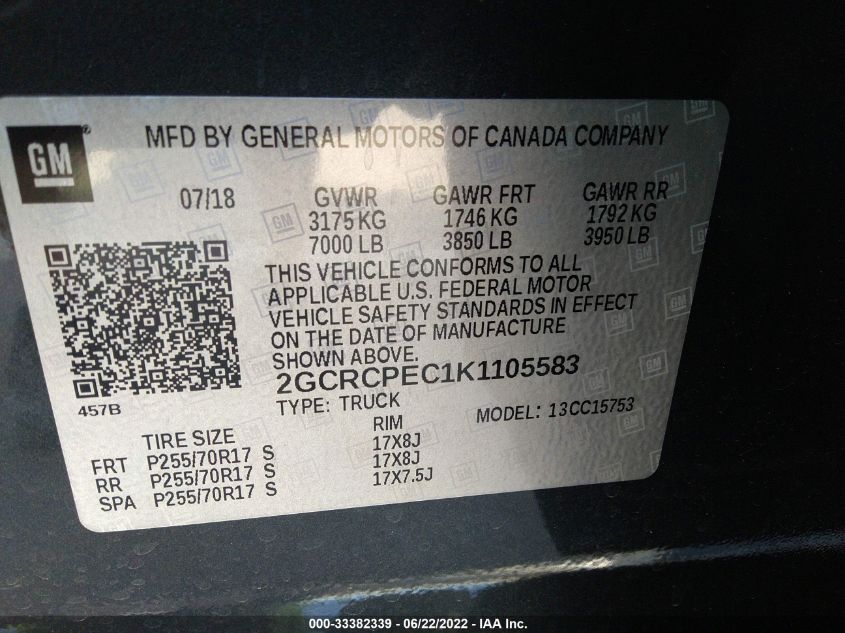 GM
MFD BY GENERAL MOTORS OF CANADA COMPANY
07/18 GVWR GAWR FRT GAWR RR
3175 KG 1746 KG 1792 KG
7000 LB 3850 LB 3950 LB
THIS VEHICLE CONFORMS TO ALL
APPLICABLE U.S. FEDERAL MOTOR
VEHICLE SAFETY STANDARDS IN EFFECT
ON THE DATE OF MANUFACTURE
SHOWN ABOVE.
2GCRCPEC1K1105583
457B
TYPE: TRUCK MODEL: 13CC15753
TIRE SIZE RIM
FRT P255/70R17 S 17X8J
RR P255/70R17 S 17X8J
SPA P255/70R17 S 17X7.5J
000-33382339 - 06/22/2022 - IAA Inc.